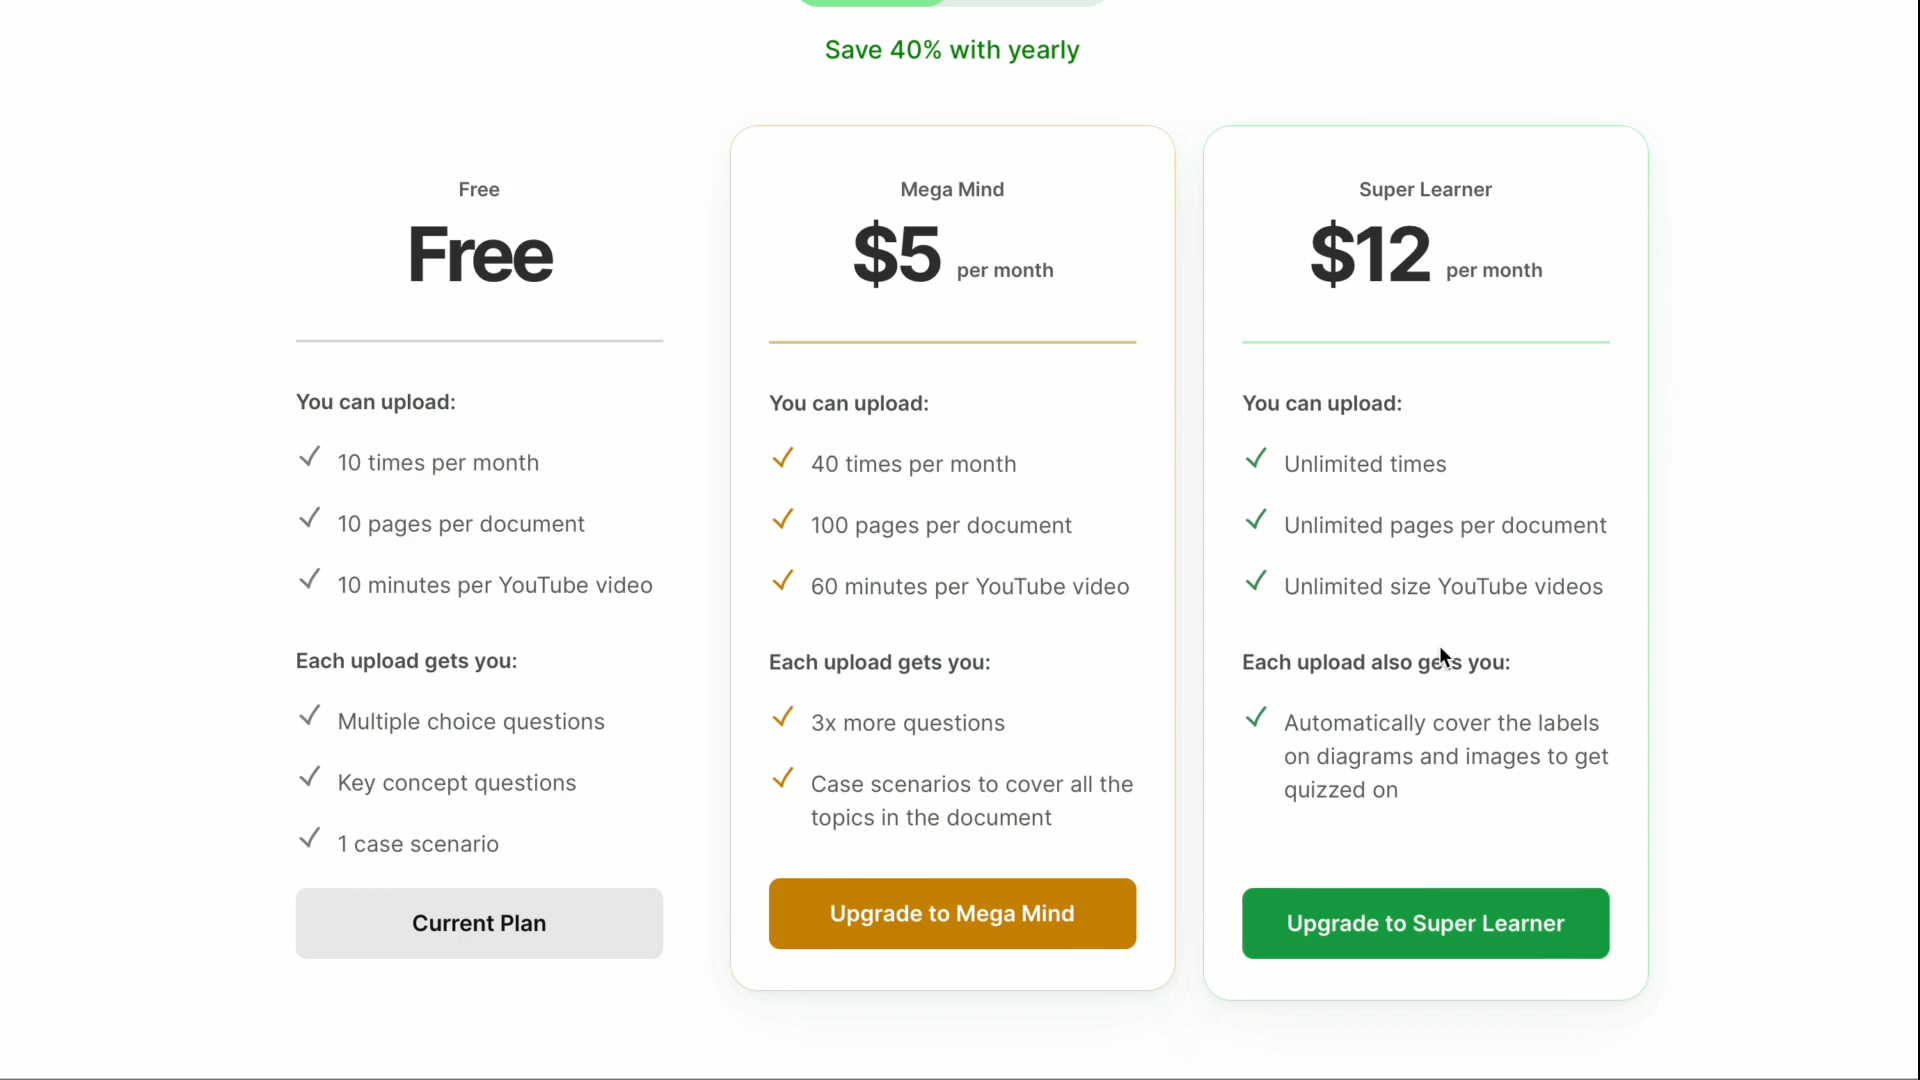 Save 40% with yearly
Free
Free
You can upload:
10 times per month
10 pages per document
10 minutes per YouTube video
Each upload gets you:
Multiple choice questions
Key concept questions
1 case scenario
Current Plan
Mega Mind
$5 per month
You can upload:
40 times per month
100 pages per document
60 minutes per YouTube video
Each upload gets you:
3x more questions
Case scenarios to cover all the
topics in the document
Upgrade to Mega Mind
Super Learner
$12 per month
You can upload:
Unlimited times
Unlimited pages per document
Unlimited size YouTube videos
Each upload also gets you:
Automatically cover the labels
on diagrams and images to get
quizzed on
Upgrade to Super Learner